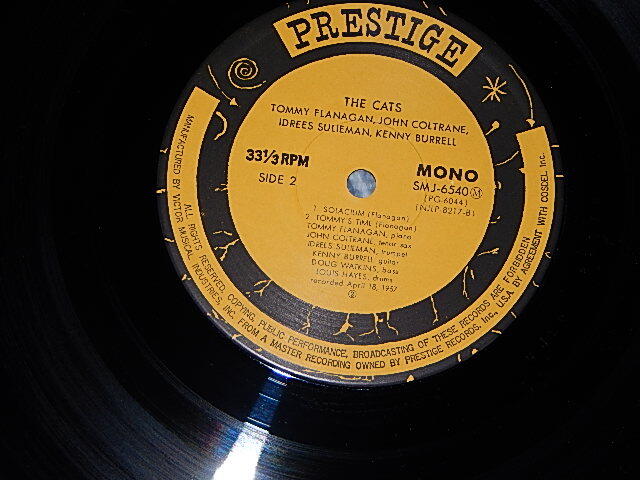 PRESTIGE
THE CATS
TOMMY FLANAGAN, JOHN COLTRANE,
IDREES SULIEMAN, KENNY BURRELL
33 1/3 RPM
SIDE 2
MONO
SMJ-6540 Ⓜ
(PG-6044)
(NJLP-8217-B)
1. SOLACIUM (Flanagan)
2. TOMMY'S TIME (Flanagan)
TOMMY FLANAGAN, piano
JOHN COLTRANE, tenor sax
IDREES SULIEMAN, trumpet
KENNY BURRELL guitar
DOUG WATKINS, bass
LOUIS HAYES, drums
recorded April 18, 1957
②
MANUFACTURED BY VICTOR MUSICAL INDUSTRIES, INC. FROM A MASTER RECORDING OWNED BY PRESTIGE RECORDS, Inc., U.S.A. BY AGREEMENT WITH COSDEL Inc.
ALL RIGHTS RESERVED, COPYING, PUBLIC PERFORMANCE, BROADCASTING OF THESE RECORDS ARE FORBIDDEN